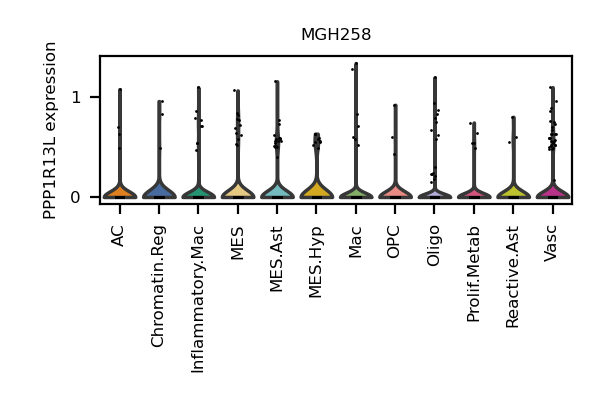 MGH258
PPP1R13L expression
1
0
AC
Chromatin.Reg
Inflammatory.Mac
MES
MES.Ast
MES.Hyp
Mac
OPC
Oligo
Prolif.Metab
Reactive.Ast
Vasc